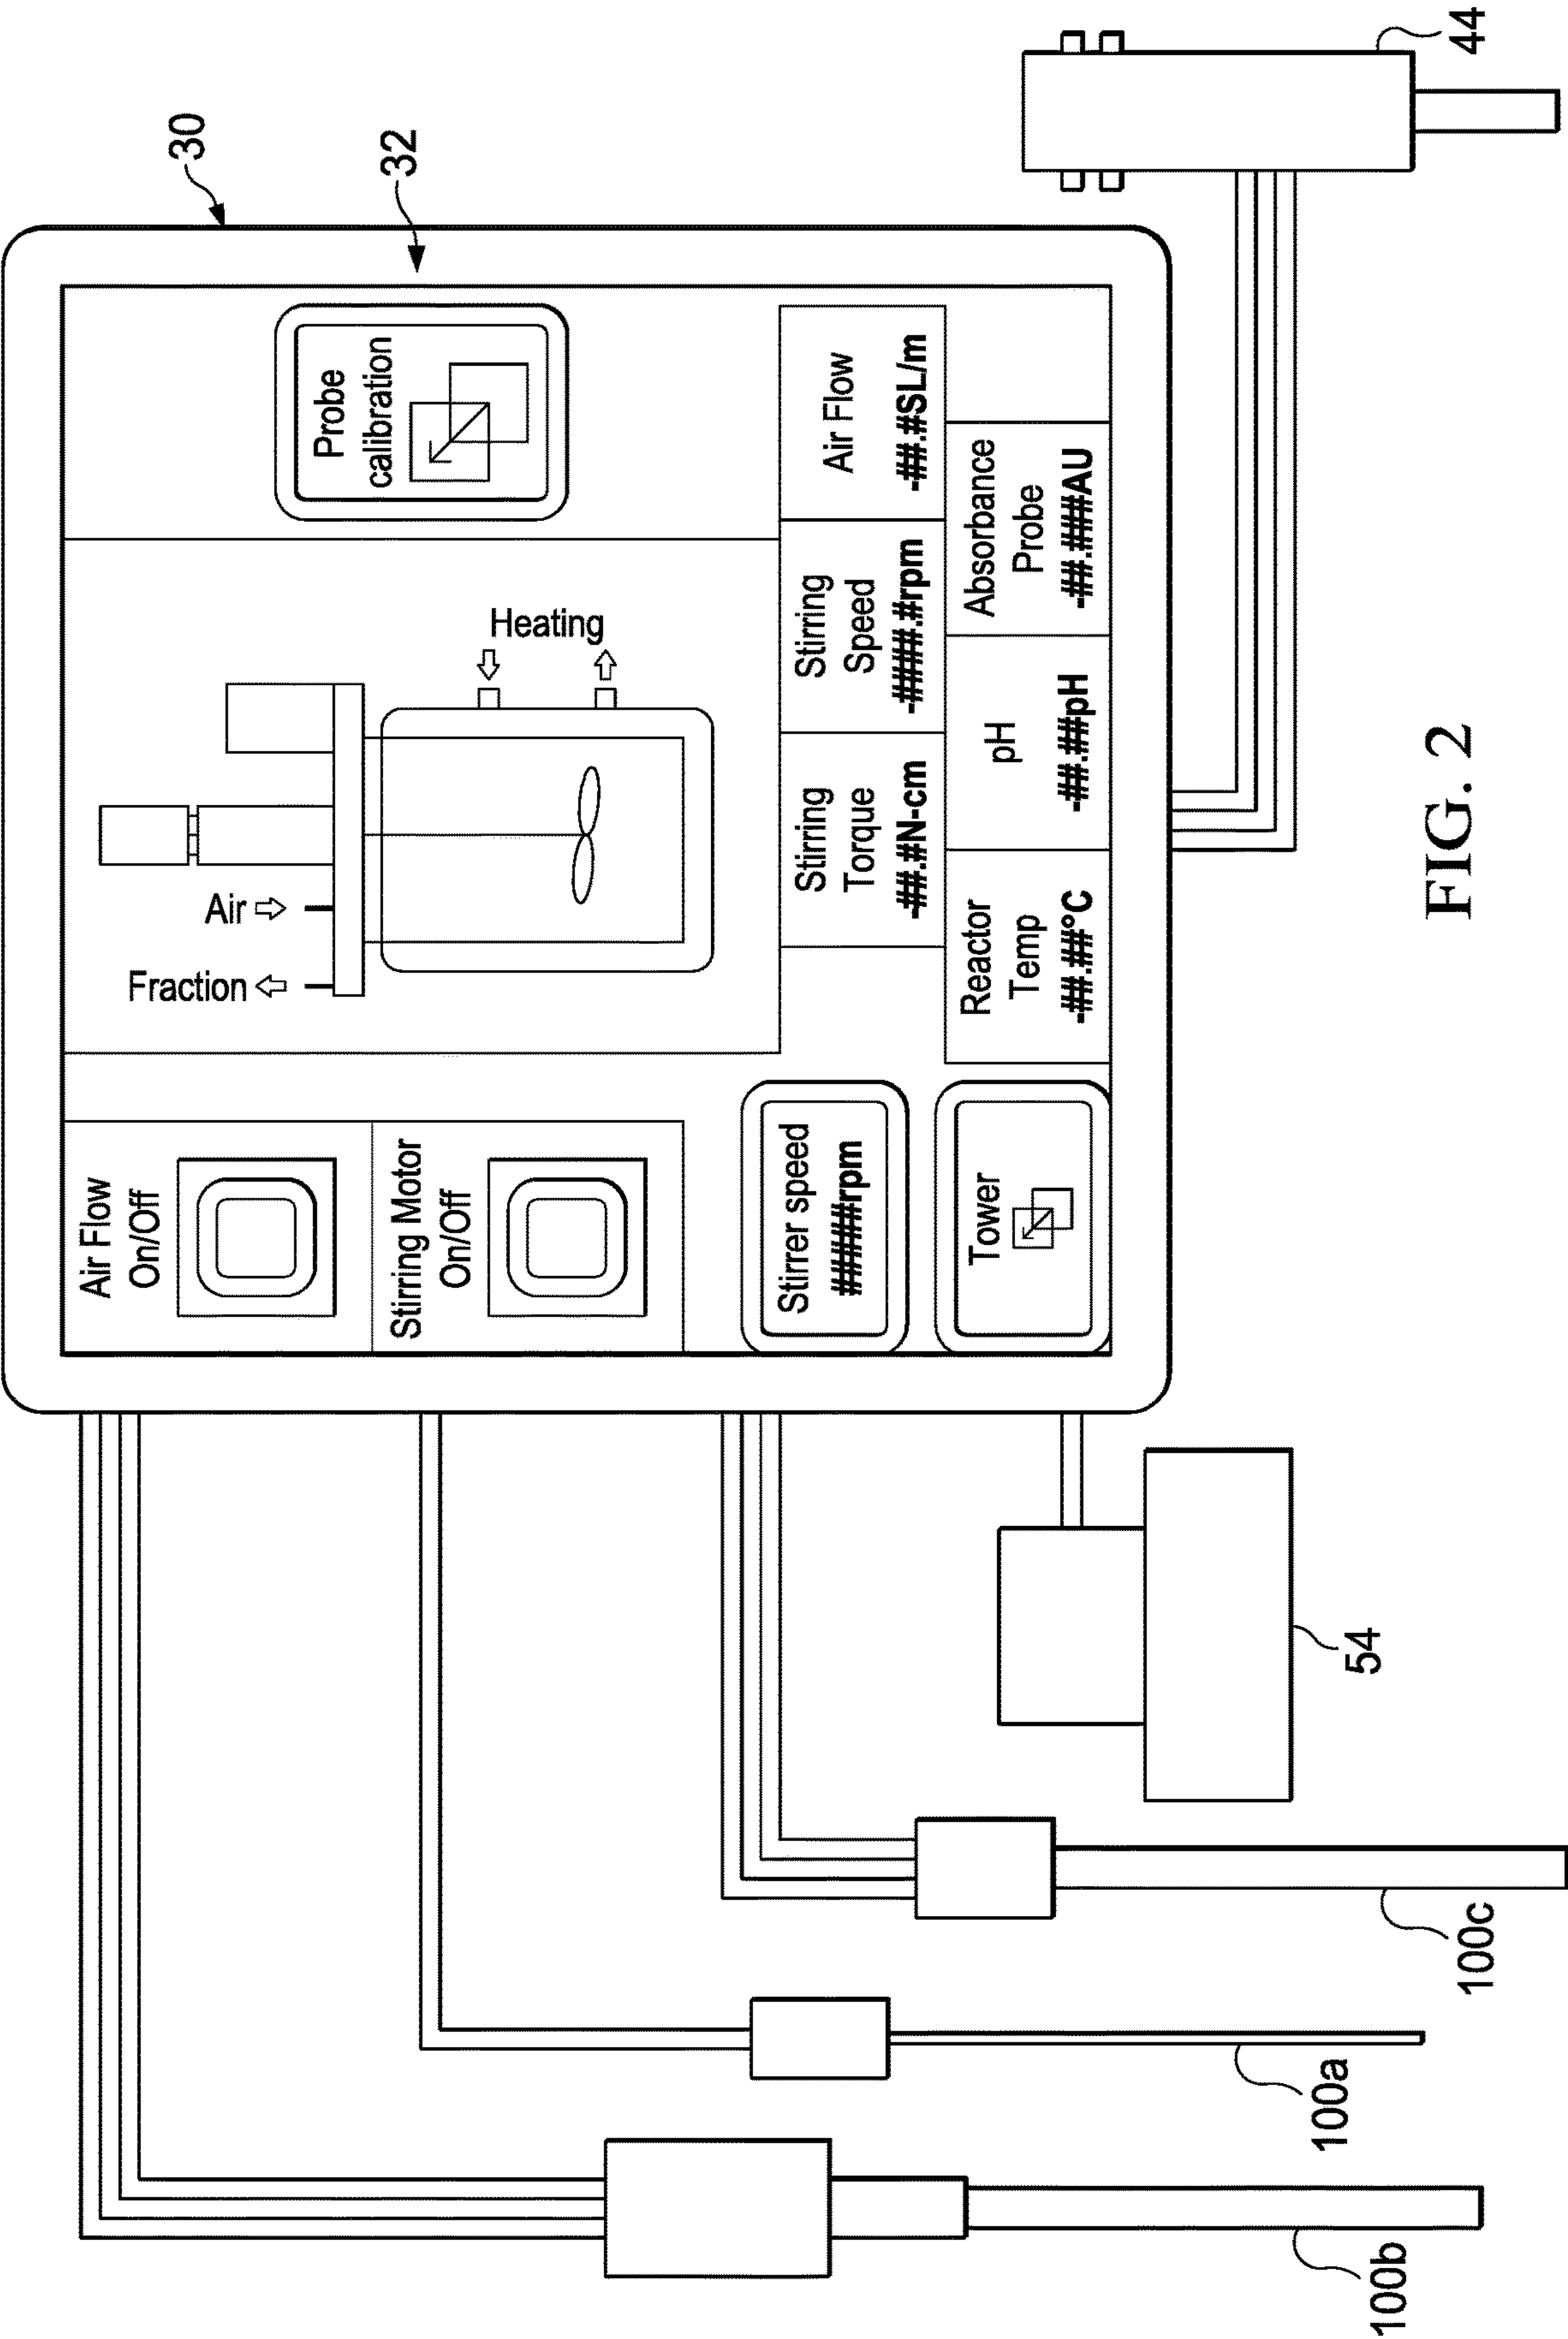 30
32
Air Flow
On/Off
Stirring Motor
On/Off
Fraction
Air
Heating
Probe
calibration
Stirrer speed
####rpm
Stirring
Torque
-##.#N-cm
Stirring
Speed
-####.#rpm
Air Flow
-##.#SL/m
Tower
Reactor
Temp
-##.##°C
pH
-##.##pH
Absorbance
Probe
-##.###AU
44
54
100b
100a
100c
FIG. 2